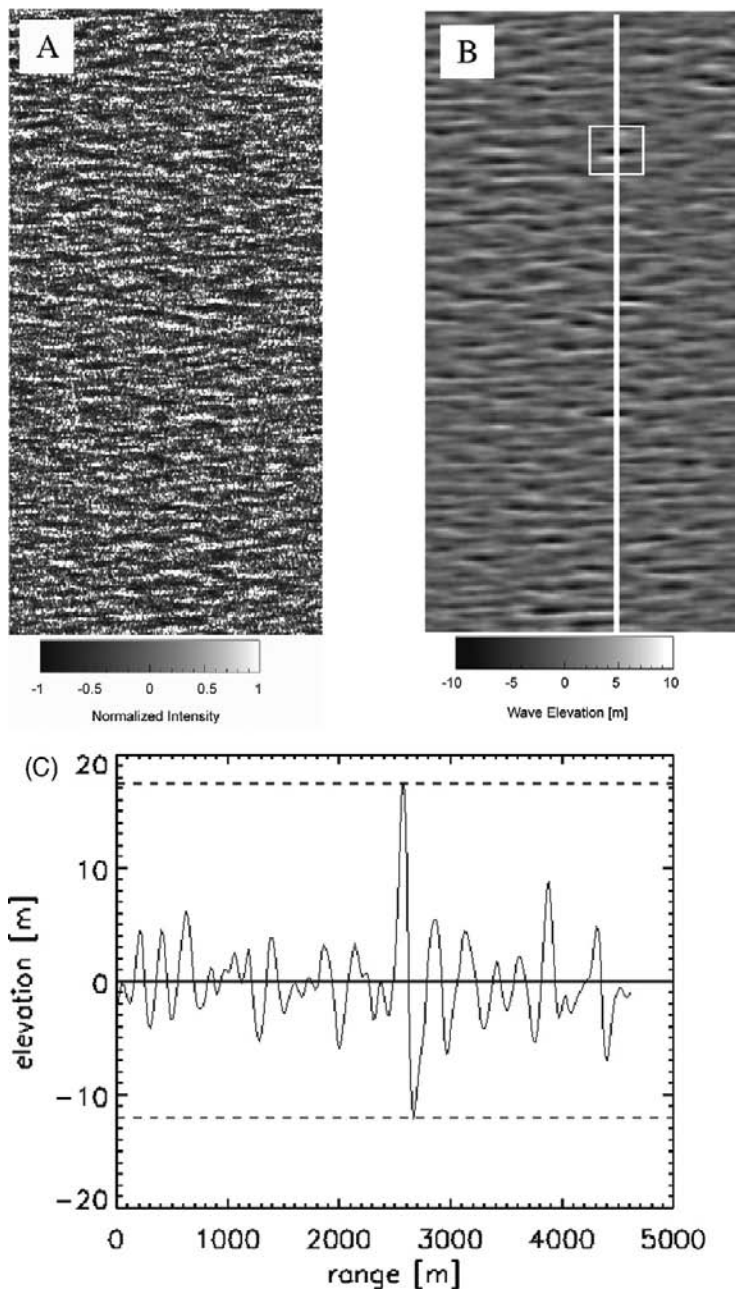 A
B
-1 -0.5 0 0.5 1
Normalized Intensity
-10 -5 0 5 10
Wave Elevation [m]
(C)
20
10
0
-10
-20
elevation [m]
0 1000 2000 3000 4000 5000
range [m]